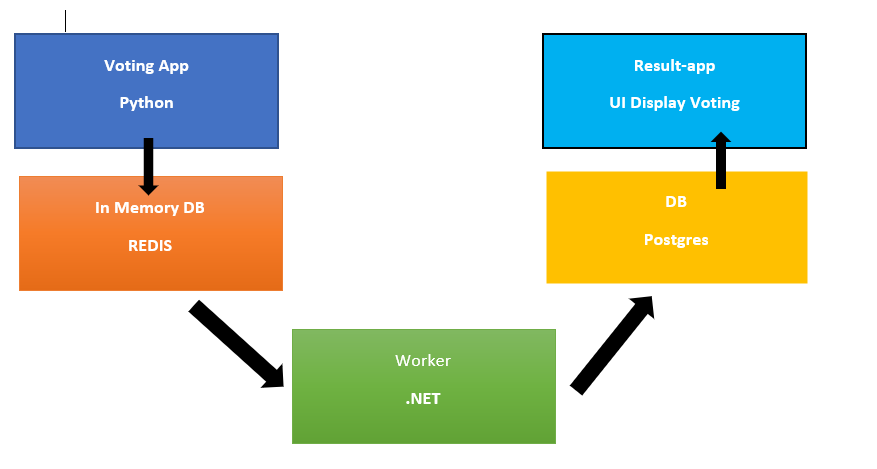 Voting App
Python
In Memory DB
REDIS
Worker
.NET
DB
Postgres
Result-app
UI Display Voting